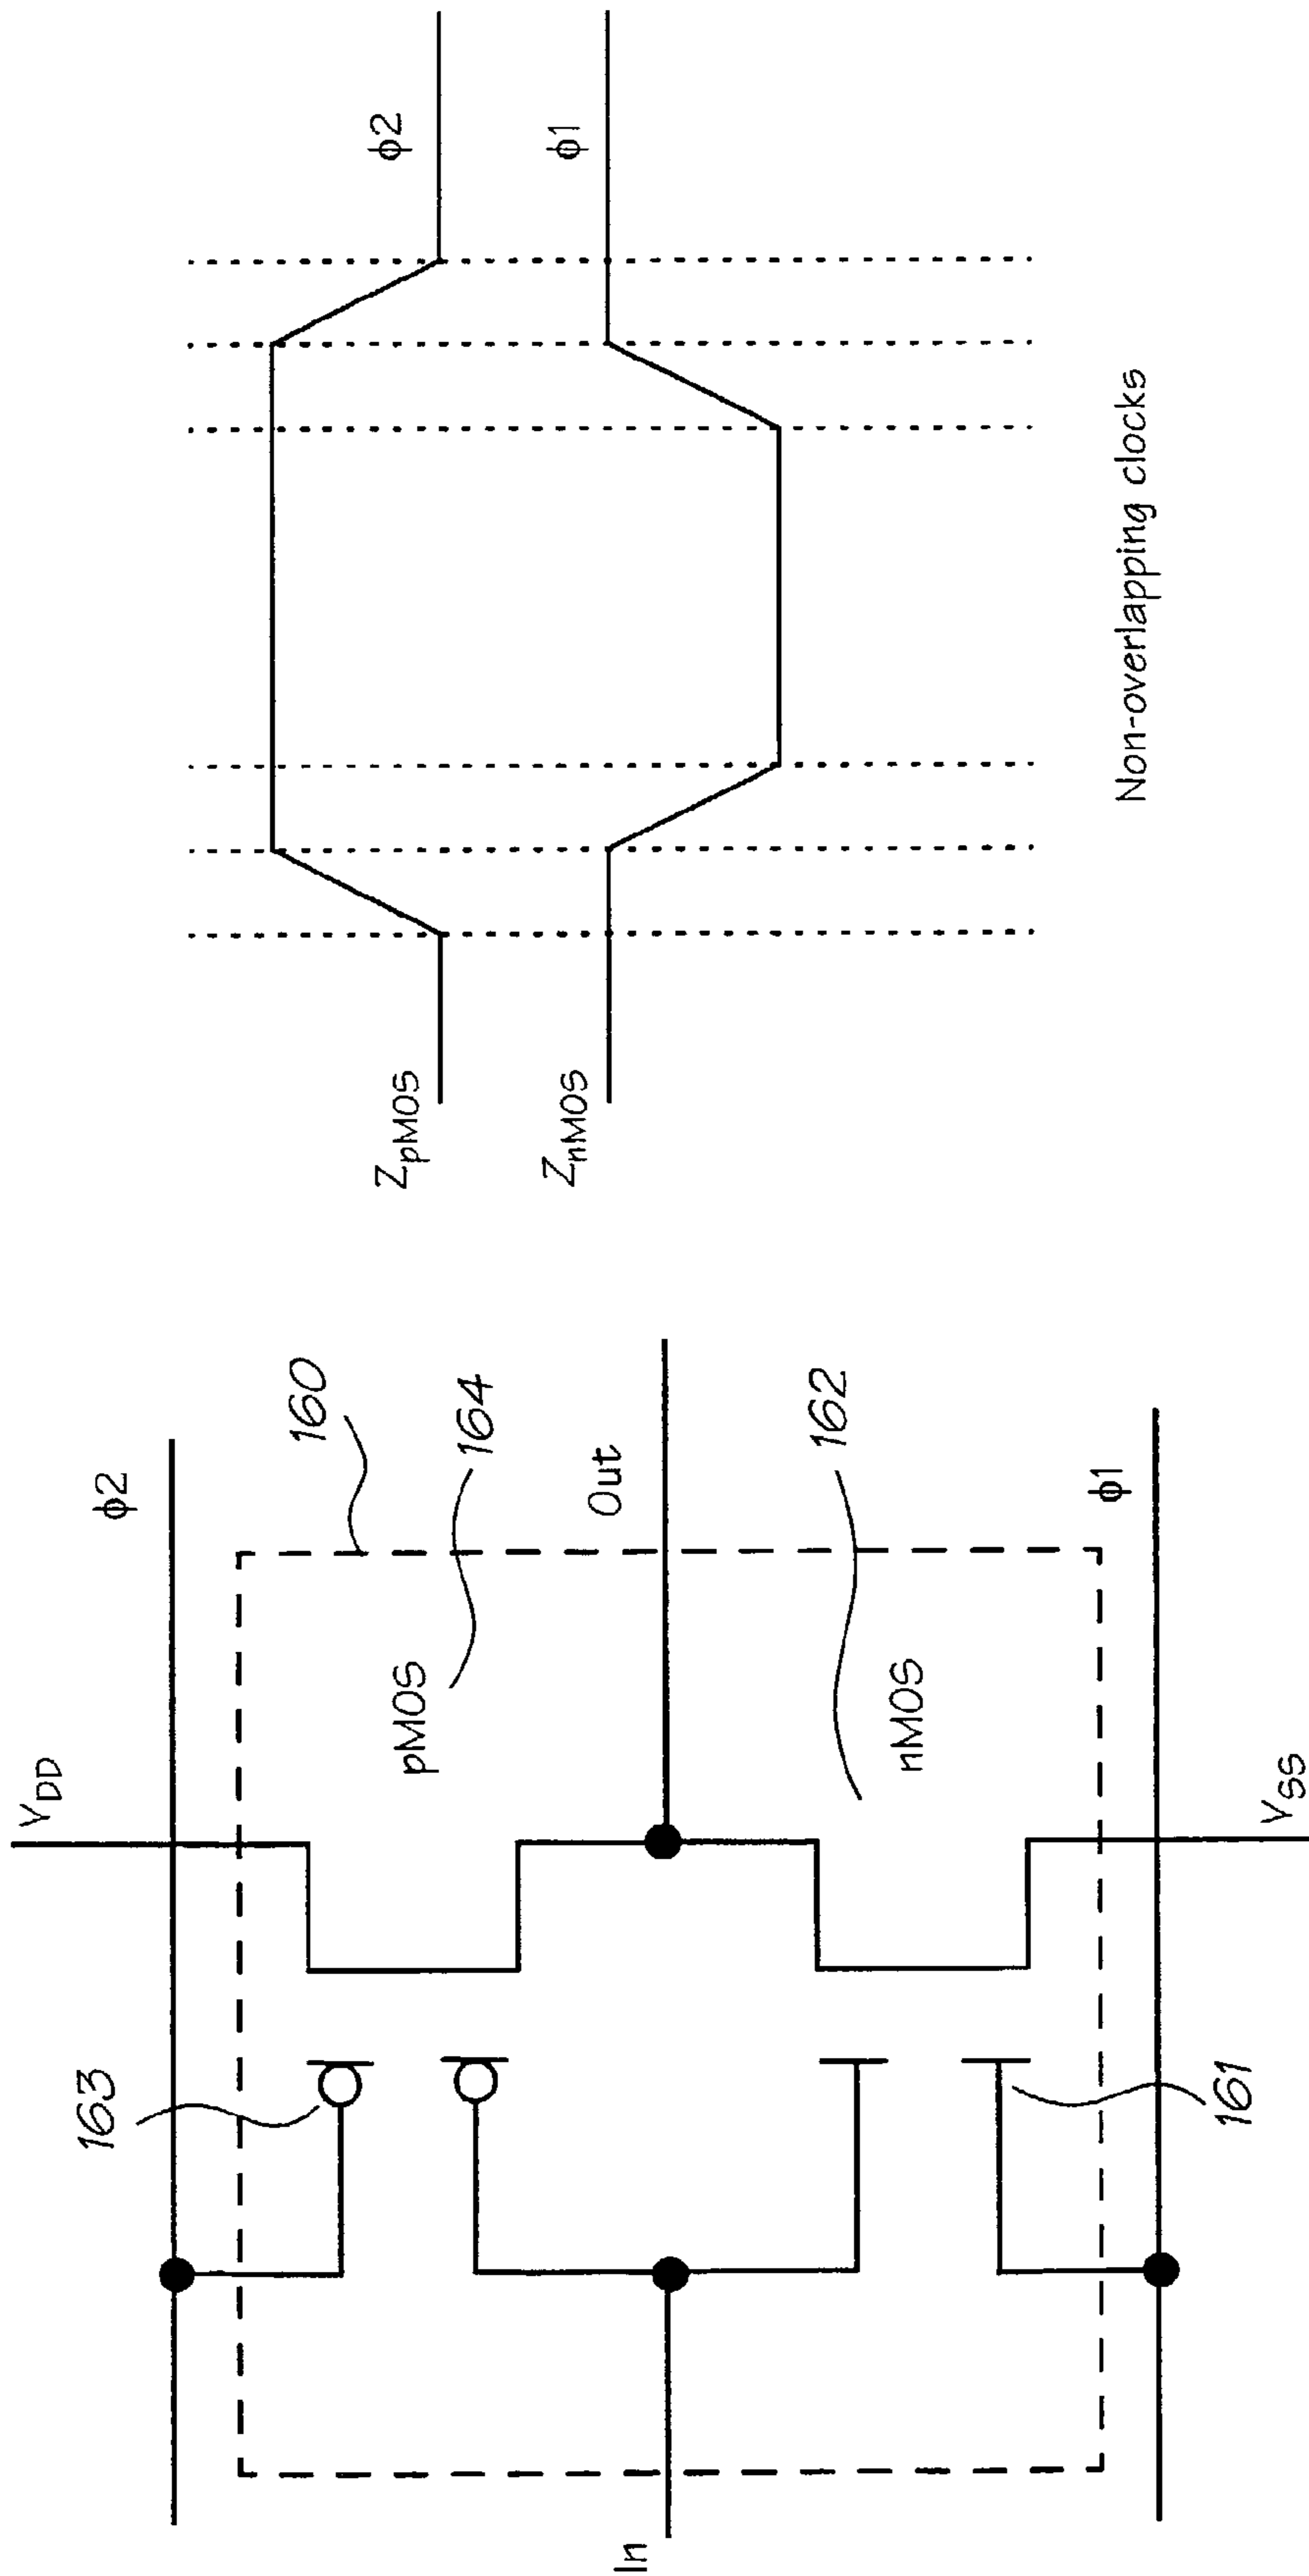 V_DD
ϕ2
160
163
pMOS
164
In
Out
nMOS
162
161
ϕ1
V_SS
Z_pMOS
ϕ2
Z_nMOS
ϕ1
Non-overlapping clocks